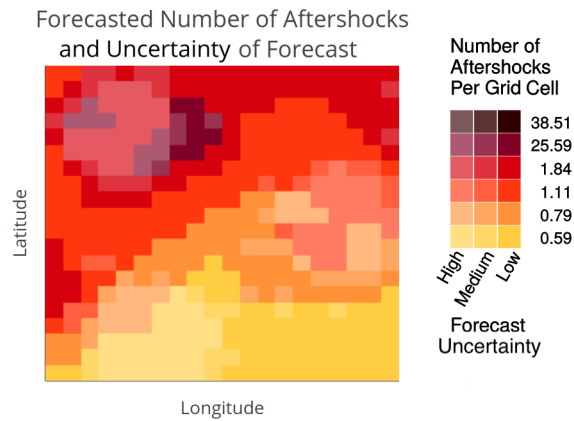 Forecasted Number of Aftershocks
and Uncertainty of Forecast
Number of
Aftershocks
Per Grid Cell
38.51
25.59
1.84
1.11
0.79
0.59
High
Medium
Low
Forecast
Uncertainty
Latitude
Longitude